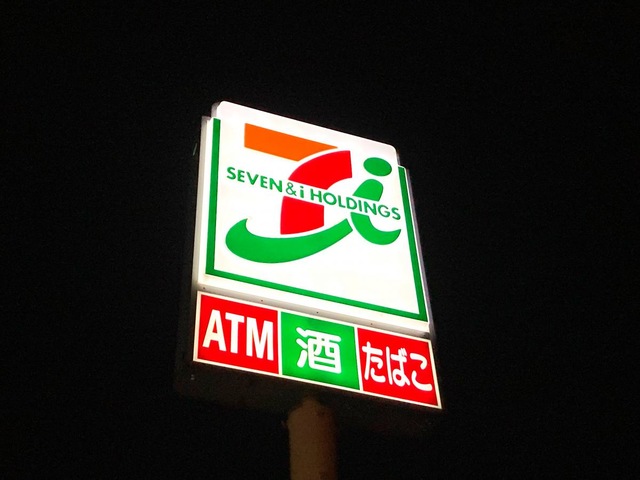 SEVEN & i HOLDINGS
ATM 酒 たばこ